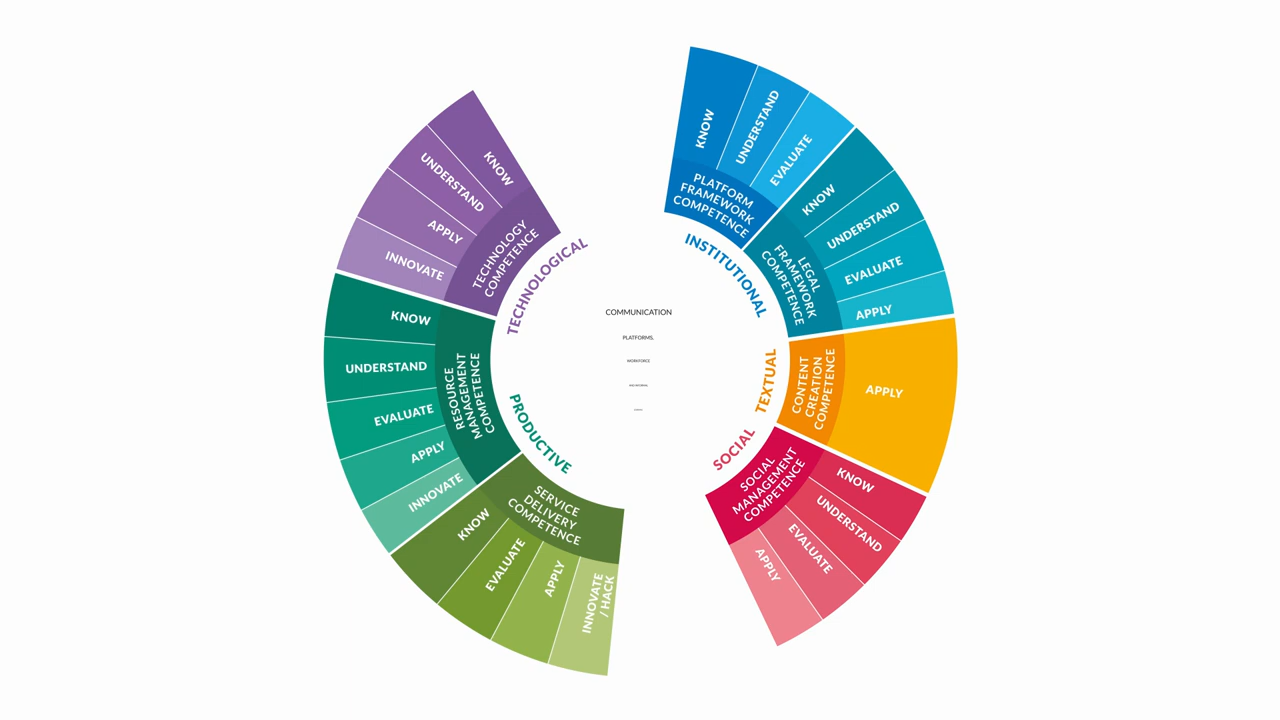 KNOW
UNDERSTAND
EVALUATE
PLATFORM
FRAMEWORK
COMPETENCE
INSTITUTIONAL
KNOW
UNDERSTAND
EVALUATE
APPLY
LEGAL
FRAMEWORK
COMPETENCE
TEXTUAL
CONTENT
CREATION
COMPETENCE
APPLY
SOCIAL
SOCIAL
MANAGEMENT
COMPETENCE
KNOW
UNDERSTAND
EVALUATE
APPLY
TECHNOLOGICAL
TECHNOLOGY
COMPETENCE
KNOW
UNDERSTAND
APPLY
INNOVATE
PRODUCTIVE
RESOURCE
MANAGEMENT
COMPETENCE
KNOW
UNDERSTAND
EVALUATE
APPLY
INNOVATE
SERVICE
DELIVERY
COMPETENCE
KNOW
EVALUATE
APPLY
INNOVATE
/ HACK
COMMUNICATION
PLATFORMS,
WORKFORCE